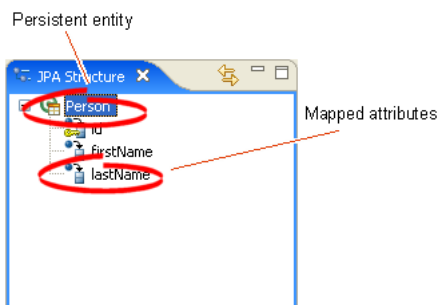 Persistent entity
JPA Structure
Person
id
firstName
Mapped attributes
lastName